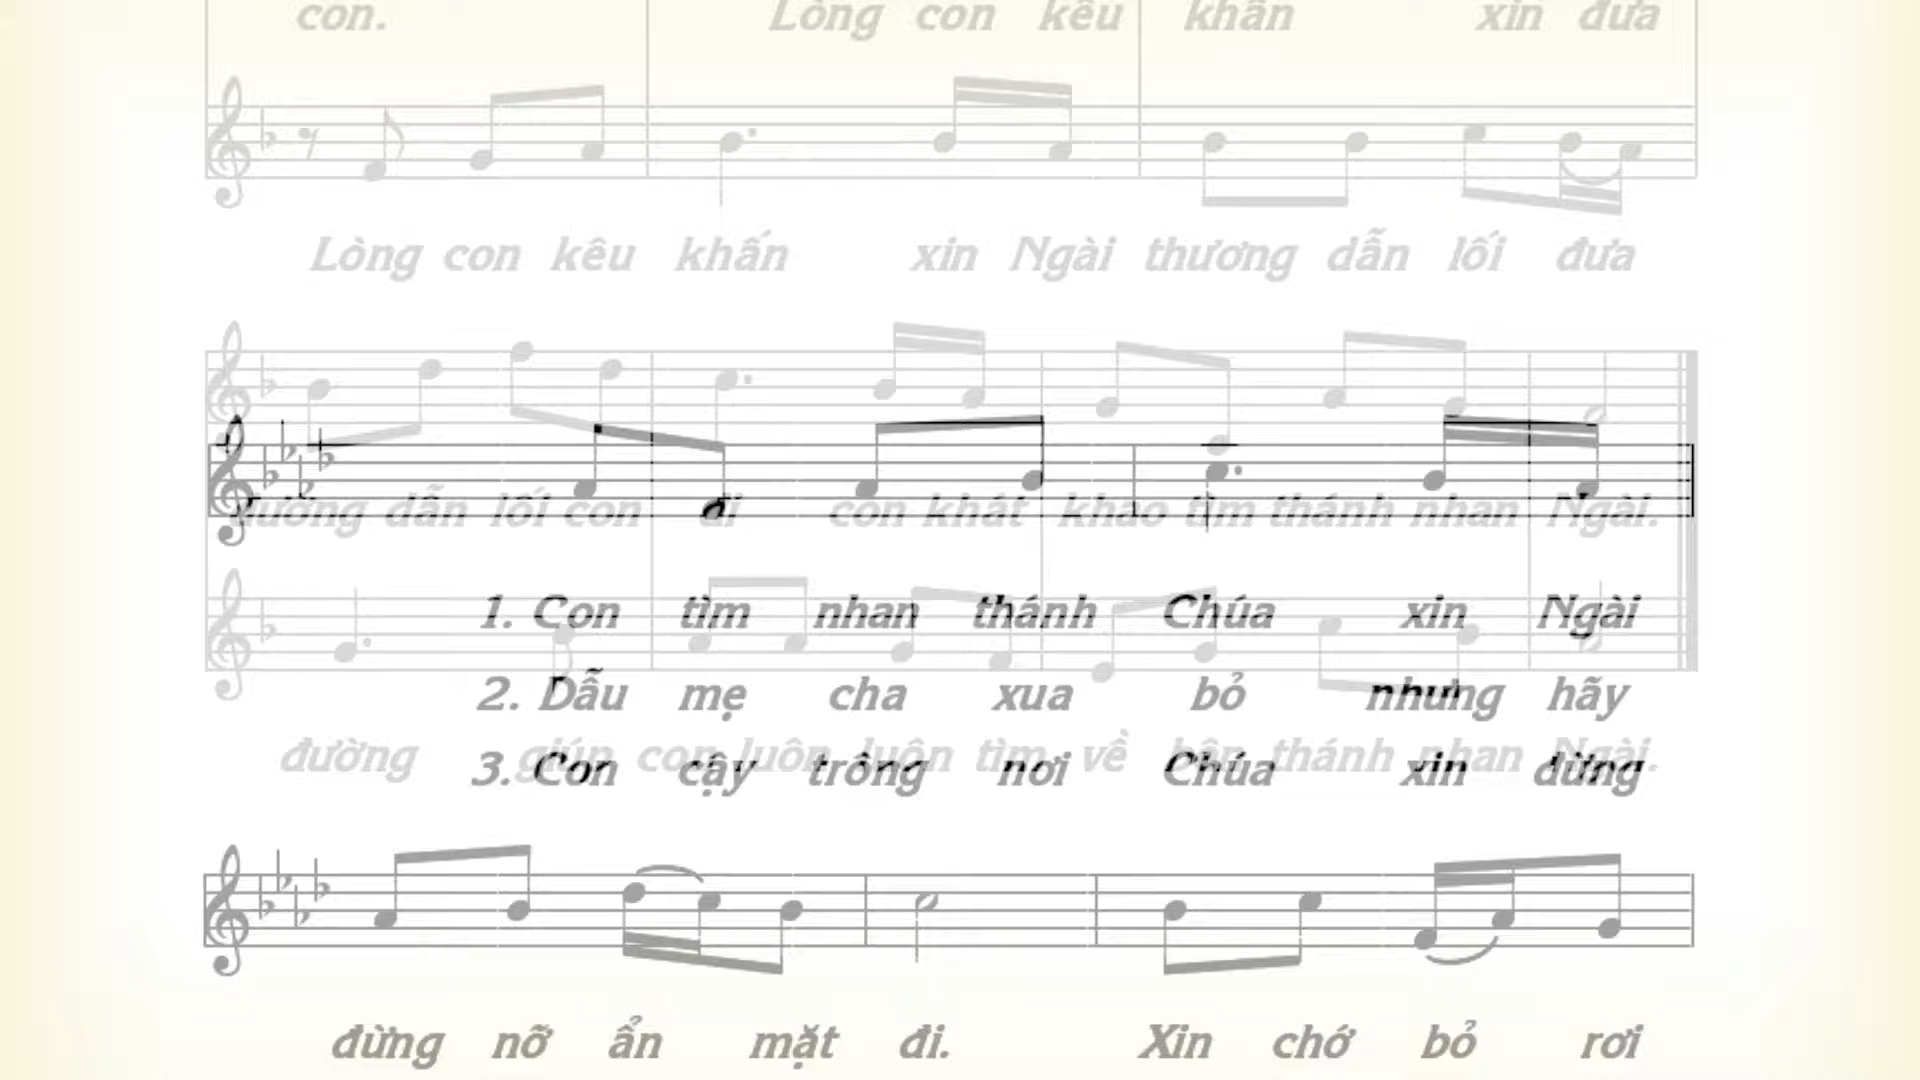 con. Lòng con kêu khấn xin đưa
Lòng con kêu khấn xin Ngài thương dẫn lối đưa
đường dẫn lối con đi con khát khao tìm thánh nhan Ngài.
1. Con tìm nhan thánh Chúa xin Ngài
2. Dẫu mẹ cha xua bỏ nhưng hãy
đường giúp con luôn luôn tìm về bên thánh nhan Ngài.
3. Con cậy trông nơi Chúa xin đừng
đừng nỡ ẩn mặt đi. Xin chớ bỏ rơi